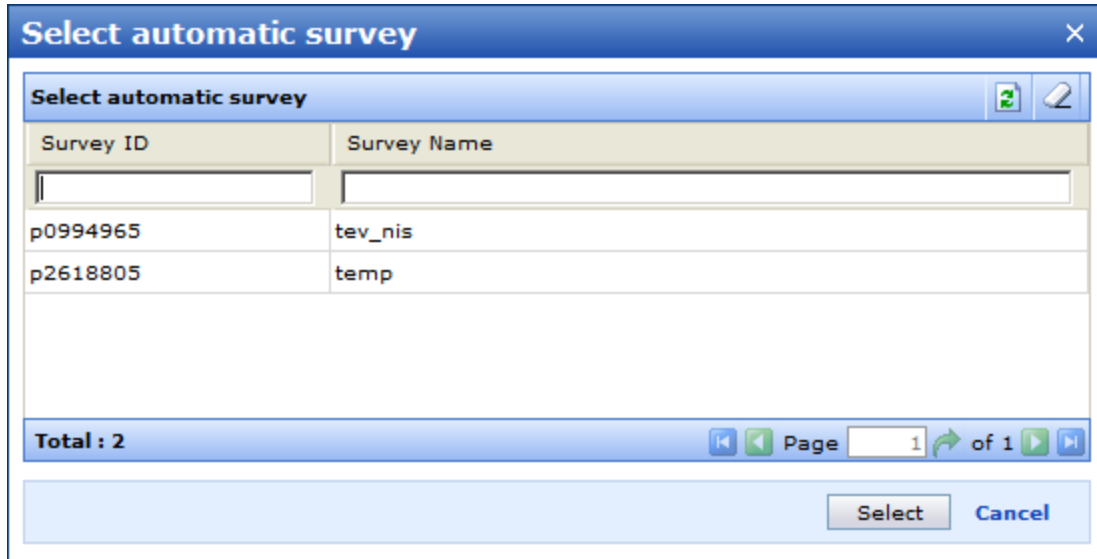 Select automatic survey
Select automatic survey
Survey ID Survey Name
p0994965 tev_nis
p2618805 temp
Total : 2 Page 1 of 1
Select Cancel